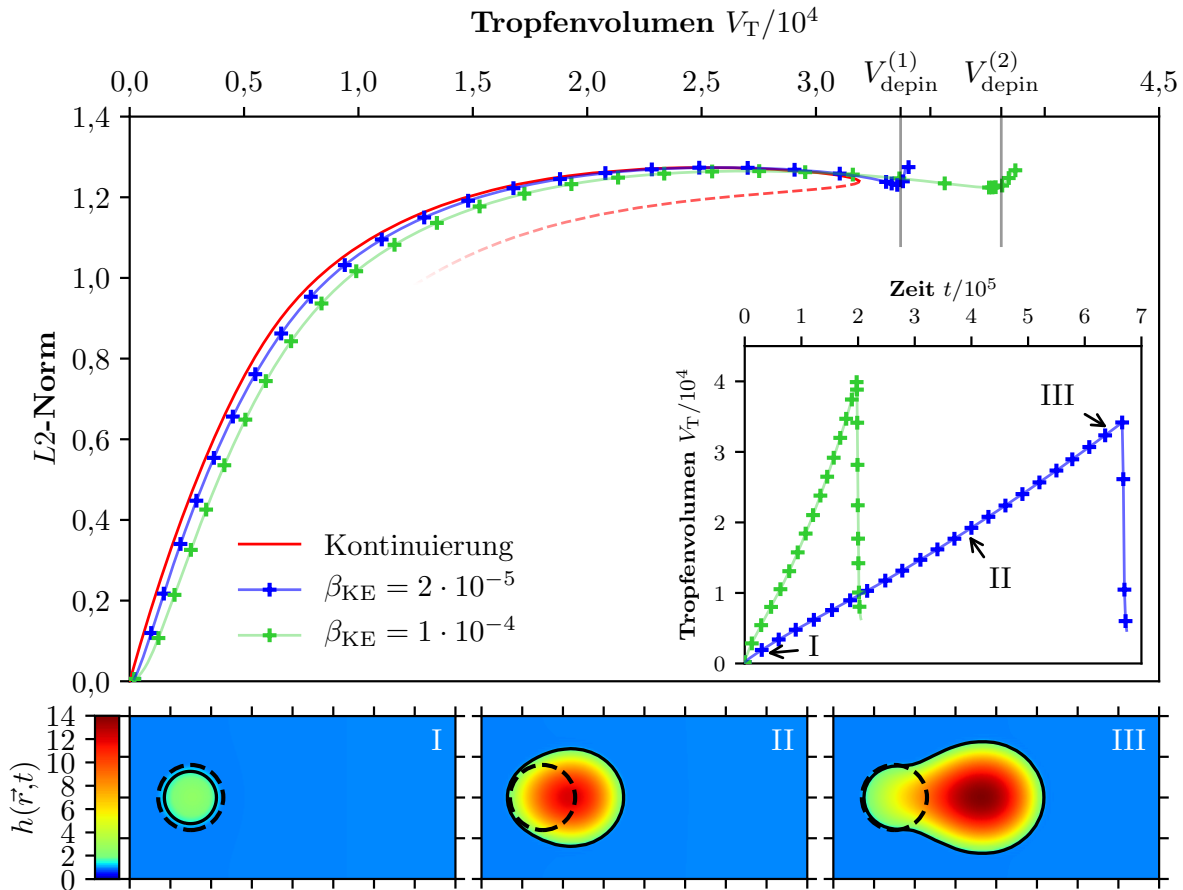 Tropfenvolumen V_T/10^4
0,0 0,5 1,0 1,5 2,0 2,5 3,0 V_depin^(1) V_depin^(2) 4,5
1,4
1,2
1,0
0,8
0,6
0,4
0,2
0,0
L2-Norm
Kontinuierung
β_KE = 2 · 10^−5
β_KE = 1 · 10^−4
Zeit t/10^5
0 1 2 3 4 5 6 7
4
3
2
1
0
Tropfenvolumen V_T/10^4
III
II
I
14
12
10
8
6
4
2
0
h(r⃗,t)
I
II
III